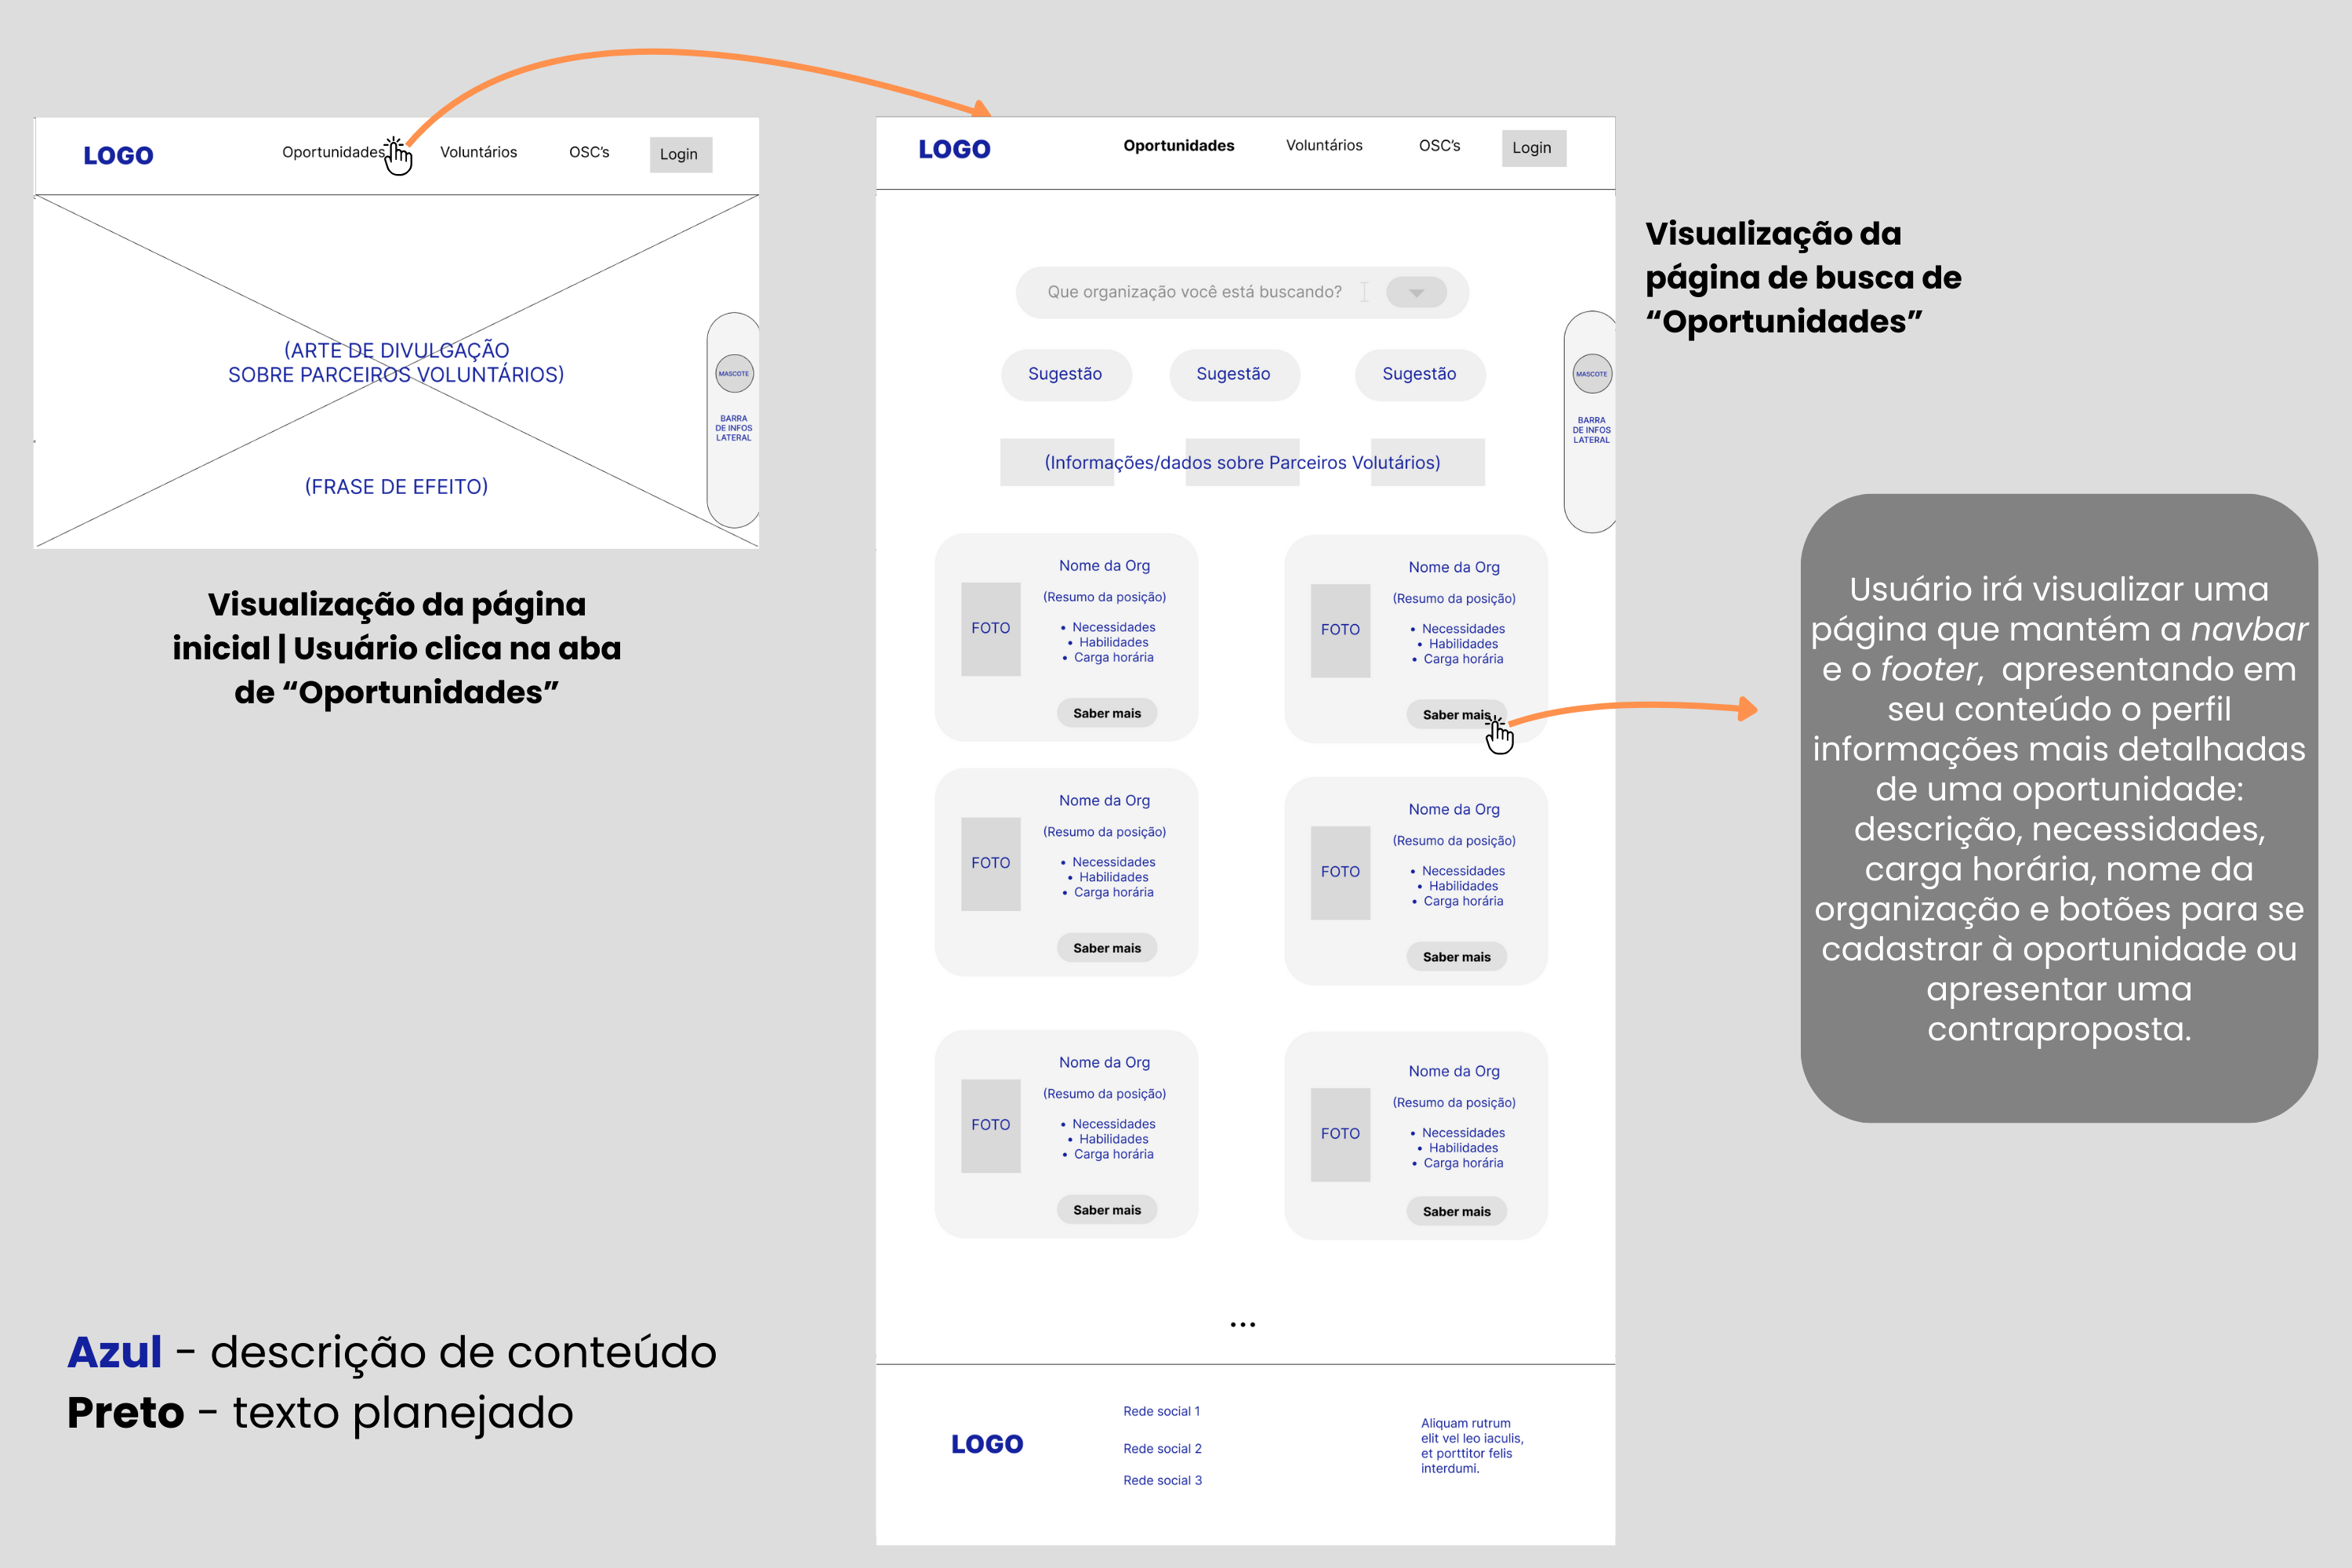 LOGO
Oportunidades
Voluntários
OSC's
Login
(ARTE DE DIVULGAÇÃO
SOBRE PARCEIROS VOLUNTÁRIOS)
(FRASE DE EFEITO)
MASCOTE
BARRA
DE INFOS
LATERAL
Visualização da página
inicial | Usuário clica na aba
de “Oportunidades”
Azul - descrição de conteúdo
Preto - texto planejado
LOGO
Oportunidades
Voluntários
OSC's
Login
Que organização você está buscando?
Sugestão
Sugestão
Sugestão
(Informações/dados sobre Parceiros Volutários)
MASCOTE
BARRA
DE INFOS
LATERAL
Nome da Org
(Resumo da posição)
FOTO
• Necessidades
• Habilidades
• Carga horária
Saber mais
Nome da Org
(Resumo da posição)
FOTO
• Necessidades
• Habilidades
• Carga horária
Saber mais
Nome da Org
(Resumo da posição)
FOTO
• Necessidades
• Habilidades
• Carga horária
Saber mais
Nome da Org
(Resumo da posição)
FOTO
• Necessidades
• Habilidades
• Carga horária
Saber mais
Nome da Org
(Resumo da posição)
FOTO
• Necessidades
• Habilidades
• Carga horária
Saber mais
Nome da Org
(Resumo da posição)
FOTO
• Necessidades
• Habilidades
• Carga horária
Saber mais
...
LOGO
Rede social 1
Rede social 2
Rede social 3
Aliquam rutrum
elit vel leo iaculis,
et porttitor felis
interdumi.
Visualização da
página de busca de
“Oportunidades”
Usuário irá visualizar uma
página que mantém a navbar
e o footer, apresentando em
seu conteúdo o perfil
informações mais detalhadas
de uma oportunidade:
descrição, necessidades,
carga horária, nome da
organização e botões para se
cadastrar à oportunidade ou
apresentar uma
contraproposta.